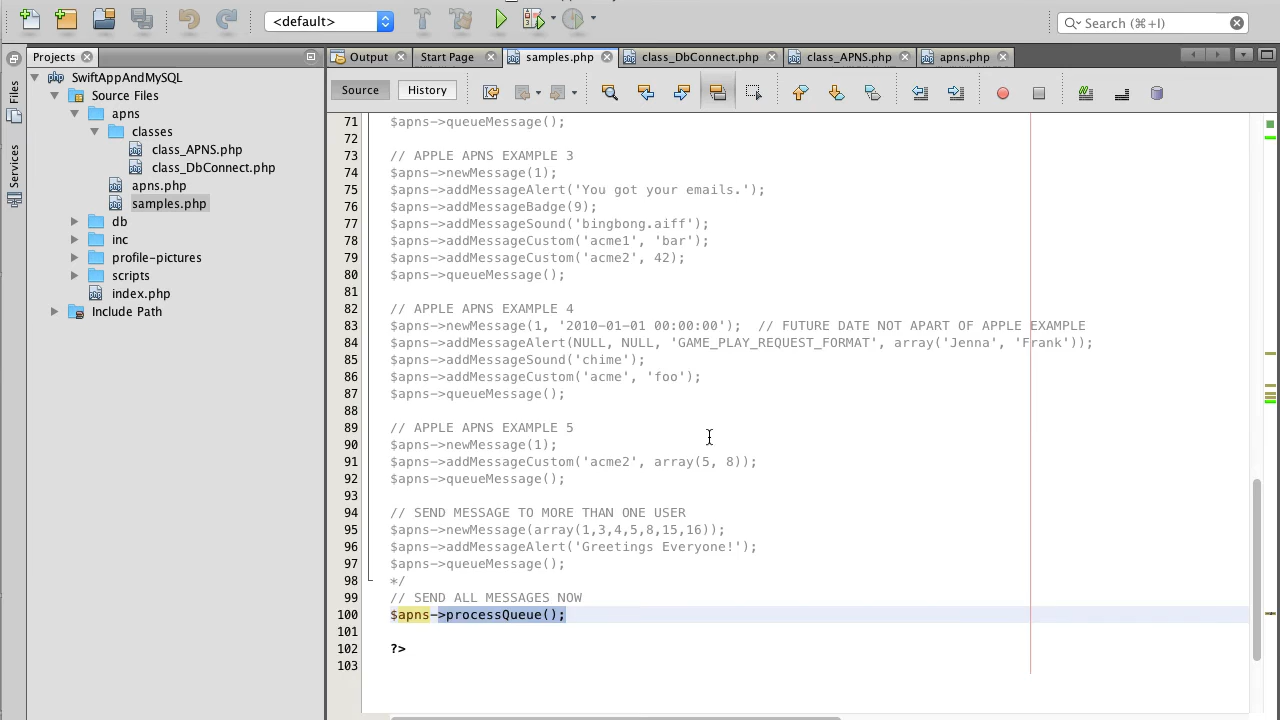 <default>
Search (⌘+I)
Projects
Output
Start Page
samples.php
class_DbConnect.php
class_APNS.php
apns.php
Files
Services
SwiftAppAndMySQL
Source Files
apns
classes
class_APNS.php
class_DbConnect.php
apns.php
samples.php
db
inc
profile-pictures
scripts
index.php
Include Path
Source
History
71 $apns->queueMessage();
72
73 // APPLE APNS EXAMPLE 3
74 $apns->newMessage(1);
75 $apns->addMessageAlert('You got your emails.');
76 $apns->addMessageBadge(9);
77 $apns->addMessageSound('bingbong.aiff');
78 $apns->addMessageCustom('acme1', 'bar');
79 $apns->addMessageCustom('acme2', 42);
80 $apns->queueMessage();
81
82 // APPLE APNS EXAMPLE 4
83 $apns->newMessage(1, '2010-01-01 00:00:00'); // FUTURE DATE NOT APART OF APPLE EXAMPLE
84 $apns->addMessageAlert(NULL, NULL, 'GAME_PLAY_REQUEST_FORMAT', array('Jenna', 'Frank'));
85 $apns->addMessageSound('chime');
86 $apns->addMessageCustom('acme', 'foo');
87 $apns->queueMessage();
88
89 // APPLE APNS EXAMPLE 5
90 $apns->newMessage(1);
91 $apns->addMessageCustom('acme2', array(5, 8));
92 $apns->queueMessage();
93
94 // SEND MESSAGE TO MORE THAN ONE USER
95 $apns->newMessage(array(1,3,4,5,8,15,16));
96 $apns->addMessageAlert('Greetings Everyone!');
97 $apns->queueMessage();
98 */
99 // SEND ALL MESSAGES NOW
100 $apns->processQueue();
101
102 ?>
103